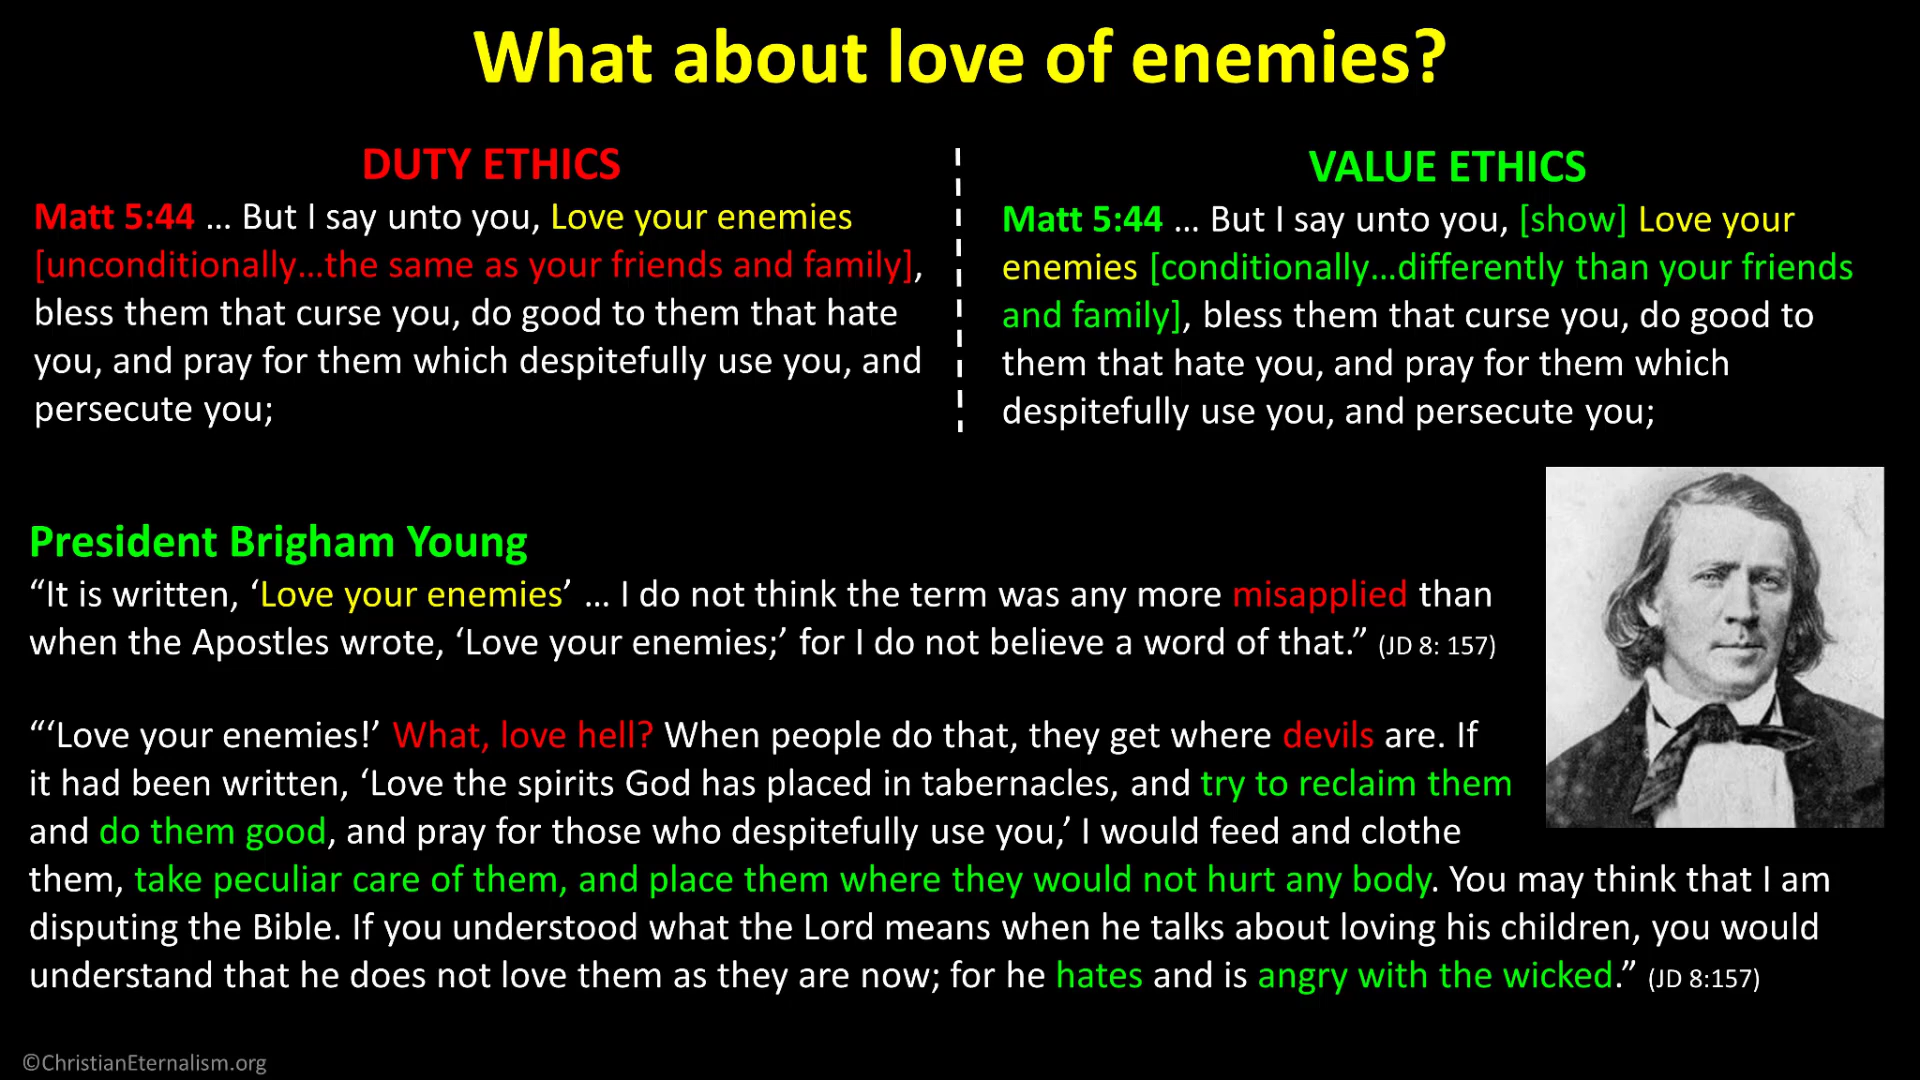 What about love of enemies?
DUTY ETHICS
Matt 5:44 … But I say unto you, Love your enemies
[unconditionally…the same as your friends and family],
bless them that curse you, do good to them that hate
you, and pray for them which despitefully use you, and
persecute you;
VALUE ETHICS
Matt 5:44 … But I say unto you, [show] Love your
enemies [conditionally…differently than your friends
and family], bless them that curse you, do good to
them that hate you, and pray for them which
despitefully use you, and persecute you;
President Brigham Young
“It is written, ‘Love your enemies’ … I do not think the term was any more misapplied than
when the Apostles wrote, ‘Love your enemies;’ for I do not believe a word of that.” (JD 8: 157)
“‘Love your enemies!’ What, love hell? When people do that, they get where devils are. If
it had been written, ‘Love the spirits God has placed in tabernacles, and try to reclaim them
and do them good, and pray for those who despitefully use you,’ I would feed and clothe
them, take peculiar care of them, and place them where they would not hurt any body. You may think that I am
disputing the Bible. If you understood what the Lord means when he talks about loving his children, you would
understand that he does not love them as they are now; for he hates and is angry with the wicked.” (JD 8:157)
©ChristianEternalism.org